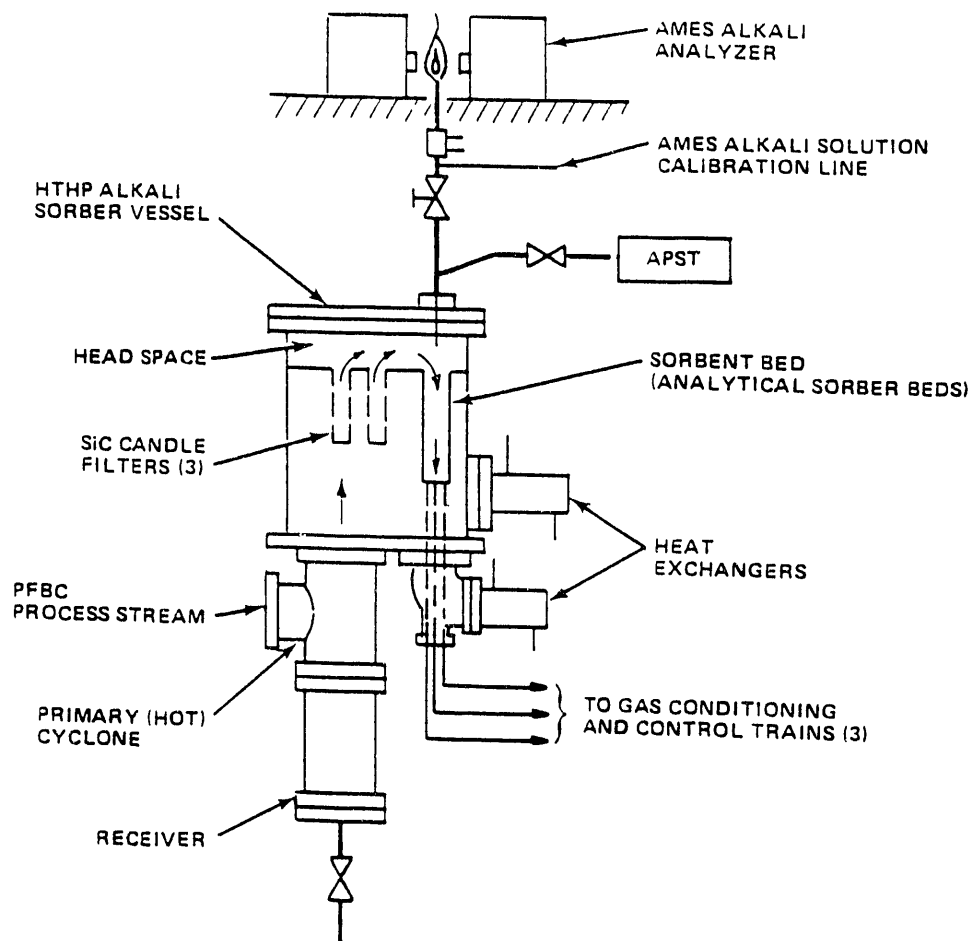 AMES ALKALI
ANALYZER
AMES ALKALI SOLUTION
CALIBRATION LINE
HTHP ALKALI
SORBER VESSEL
APST
HEAD SPACE
SORBENT BED
(ANALYTICAL SORBER BEDS)
SiC CANDLE
FILTERS (3)
HEAT
EXCHANGERS
PFBC
PROCESS STREAM
PRIMARY (HOT)
CYCLONE
TO GAS CONDITIONING
AND CONTROL TRAINS (3)
RECEIVER